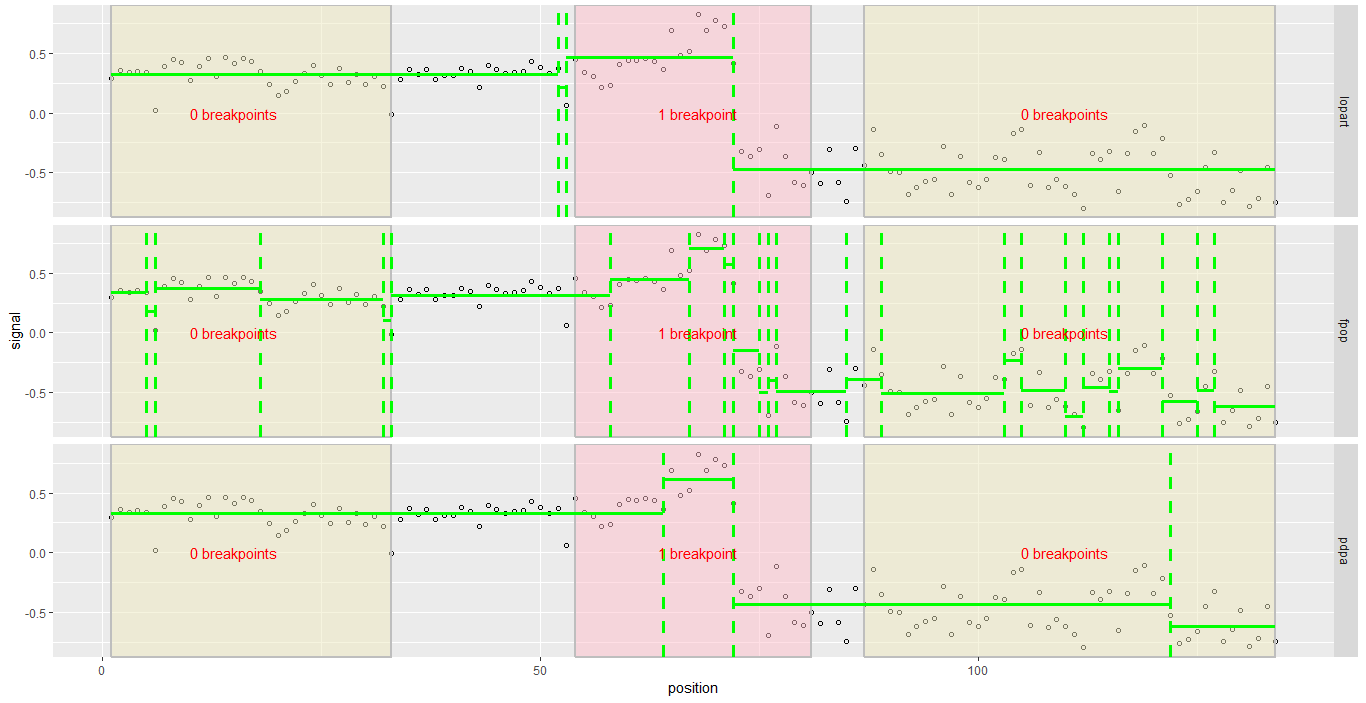 0.5
0.0
-0.5
0 breakpoints
1 breakpoint
0 breakpoints
lopart
signal
0.5
0.0
-0.5
0 breakpoints
1 breakpoint
0 breakpoints
fpop
0.5
0.0
-0.5
0 breakpoints
1 breakpoint
0 breakpoints
pdpa
0
50
100
position